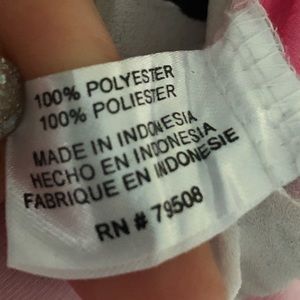 100% POLYESTER
100% POLIESTER
MADE IN INDONESIA
HECHO EN INDONESIA
FABRIQUE EN INDONESIE
RN # 79508